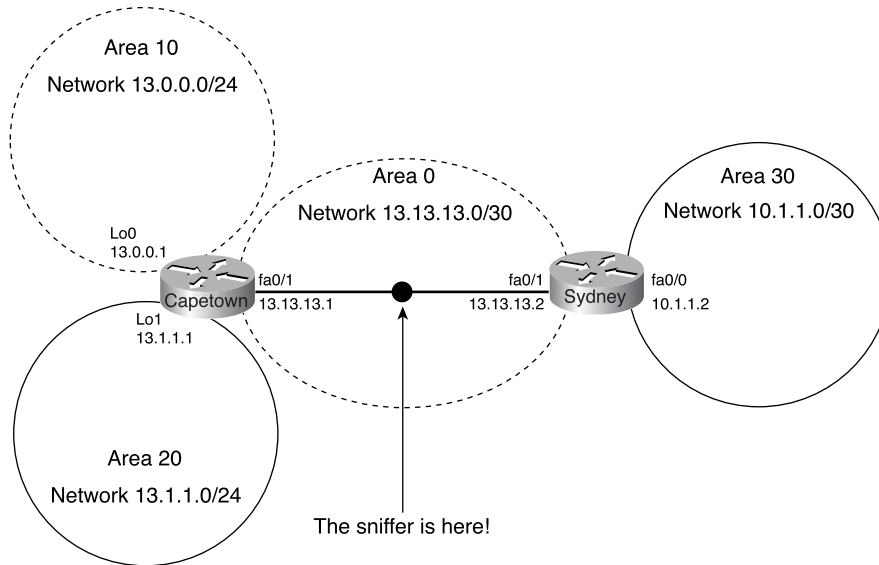 Area 10
Network 13.0.0.0/24
Area 0
Network 13.13.13.0/30
Area 30
Network 10.1.1.0/30
Lo0
13.0.0.1
Capetown
fa0/1
13.13.13.1
fa0/1
13.13.13.2
Sydney
fa0/0
10.1.1.2
Lo1
13.1.1.1
Area 20
Network 13.1.1.0/24
The sniffer is here!